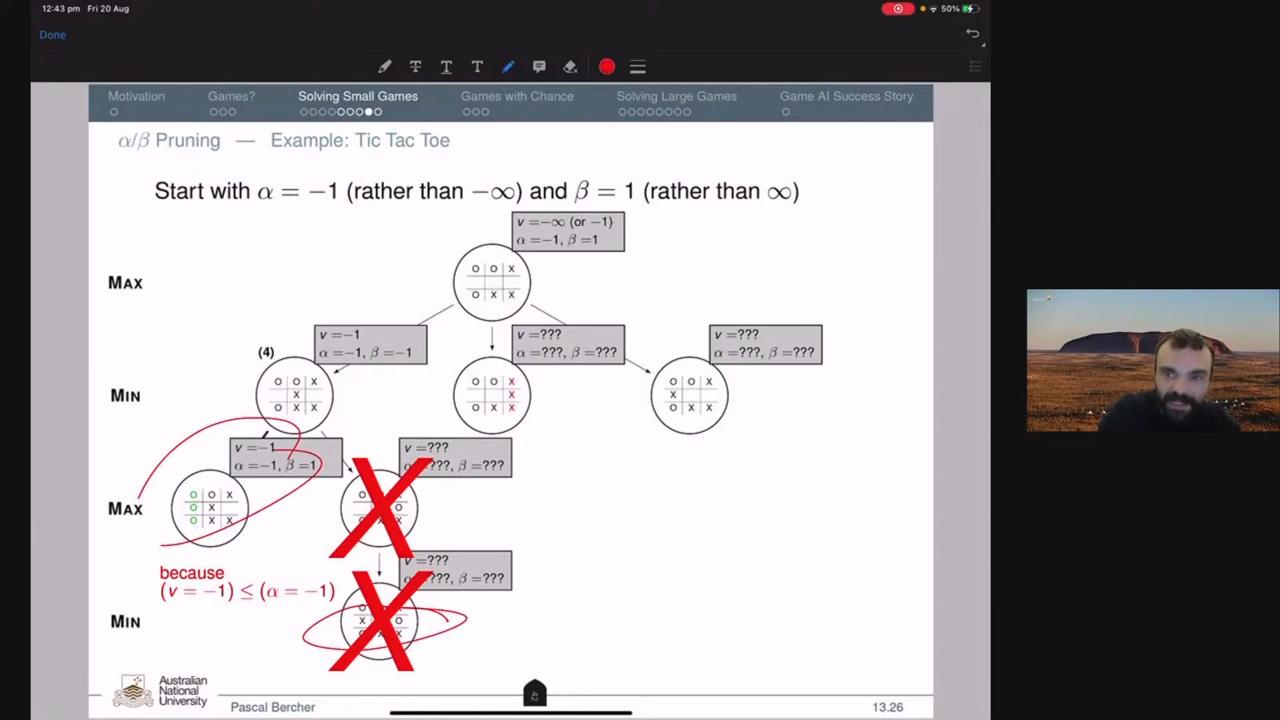 12:43 pm Fri 20 Aug
50%
Done
Motivation
Games?
Solving Small Games
Games with Chance
Solving Large Games
Game AI Success Story
α/β Pruning — Example: Tic Tac Toe
Start with α = −1 (rather than −∞) and β = 1 (rather than ∞)
v =−∞ (or −1)
α =−1, β =1
MAX
O O X
O X X
v =−1
α =−1, β =−1
v =???
α =???, β =???
v =???
α =???, β =???
(4)
MIN
O O X
X
O X X
O O X
X
O X X
O O X
X
O X X
v =−1
α =−1, β =1
v =???
???, β =???
MAX
O O X
O X
O X X
O
O
v =???
???, β =???
because
(v = −1) ≤ (α = −1)
MIN
O
X O
Australian
National
University
Pascal Bercher
13.26